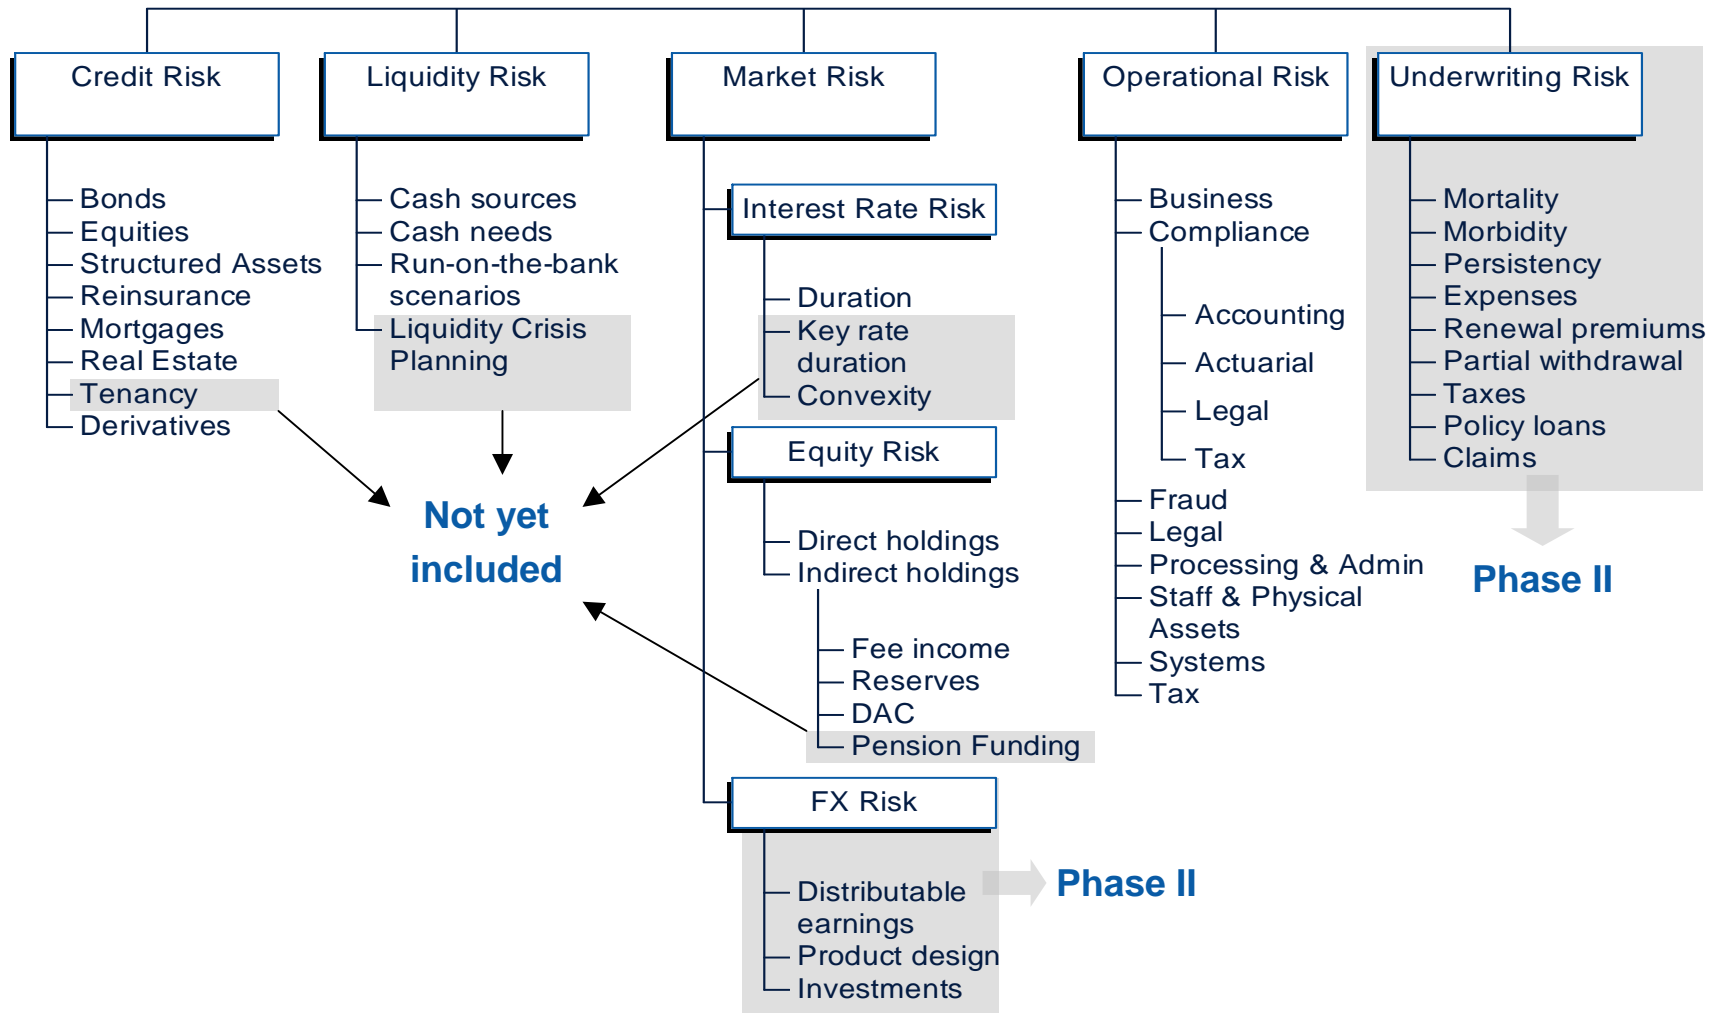 Credit Risk
Bonds
Equities
Structured Assets
Reinsurance
Mortgages
Real Estate
Tenancy
Derivatives
Liquidity Risk
Cash sources
Cash needs
Run-on-the-bank
scenarios
Liquidity Crisis
Planning
Not yet
included
Market Risk
Interest Rate Risk
Duration
Key rate
duration
Convexity
Equity Risk
Direct holdings
Indirect holdings
Fee income
Reserves
DAC
Pension Funding
FX Risk
Distributable
earnings
Product design
Investments
Phase II
Operational Risk
Business
Compliance
Accounting
Actuarial
Legal
Tax
Fraud
Legal
Processing & Admin
Staff & Physical
Assets
Systems
Tax
Underwriting Risk
Mortality
Morbidity
Persistency
Expenses
Renewal premiums
Partial withdrawal
Taxes
Policy loans
Claims
Phase II